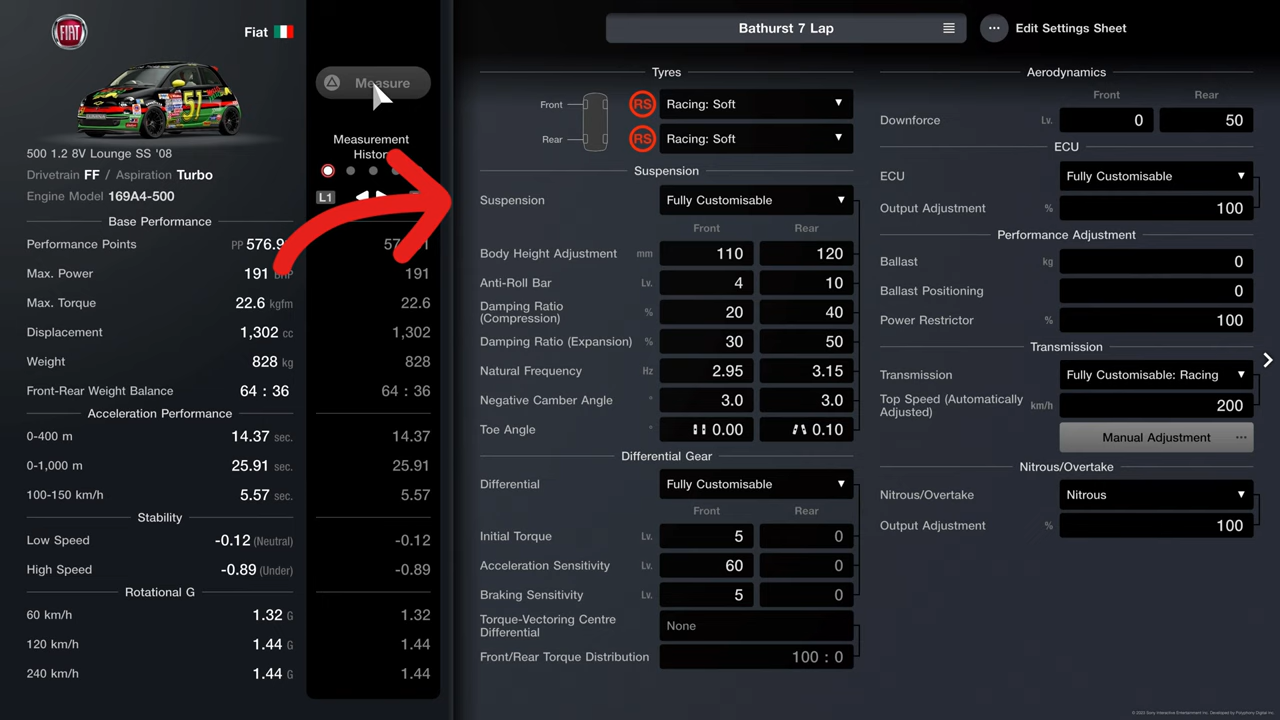 FIAT
Fiat
51
500 1.2 8V Lounge SS '08
Drivetrain FF / Aspiration Turbo
Engine Model 169A4-500
Base Performance
Performance Points PP 576.9
Max. Power 191 BHP 191
Max. Torque 22.6 kgfm 22.6
Displacement 1,302 cc 1,302
Weight 828 kg 828
Front-Rear Weight Balance 64 : 36 64 : 36
Acceleration Performance
0-400 m 14.37 sec. 14.37
0-1,000 m 25.91 sec. 25.91
100-150 km/h 5.57 sec. 5.57
Stability
Low Speed -0.12 (Neutral) -0.12
High Speed -0.89 (Under) -0.89
Rotational G
60 km/h 1.32 G 1.32
120 km/h 1.44 G 1.44
240 km/h 1.44 G 1.44
Measure
Measurement
History
L1
Bathurst 7 Lap
Edit Settings Sheet
Tyres
Front RS Racing: Soft
Rear RS Racing: Soft
Suspension
Suspension Fully Customisable
Front Rear
Body Height Adjustment mm 110 120
Anti-Roll Bar Lv. 4 10
Damping Ratio
(Compression) % 20 40
Damping Ratio (Expansion) % 30 50
Natural Frequency Hz 2.95 3.15
Negative Camber Angle ° 3.0 3.0
Toe Angle ° 0.00 0.10
Differential Gear
Differential Fully Customisable
Front Rear
Initial Torque Lv. 5 0
Acceleration Sensitivity Lv. 60 0
Braking Sensitivity Lv. 5 0
Torque-Vectoring Centre
Differential None
Front/Rear Torque Distribution 100 : 0
Aerodynamics
Front Rear
Downforce Lv. 0 50
ECU
ECU Fully Customisable
Output Adjustment % 100
Performance Adjustment
Ballast kg 0
Ballast Positioning 0
Power Restrictor % 100
Transmission
Transmission Fully Customisable: Racing
Top Speed (Automatically
Adjusted) km/h 200
Manual Adjustment ...
Nitrous/Overtake
Nitrous/Overtake Nitrous
Output Adjustment % 100
© 2023 Sony Interactive Entertainment Inc. Developed by Polyphony Digital Inc.